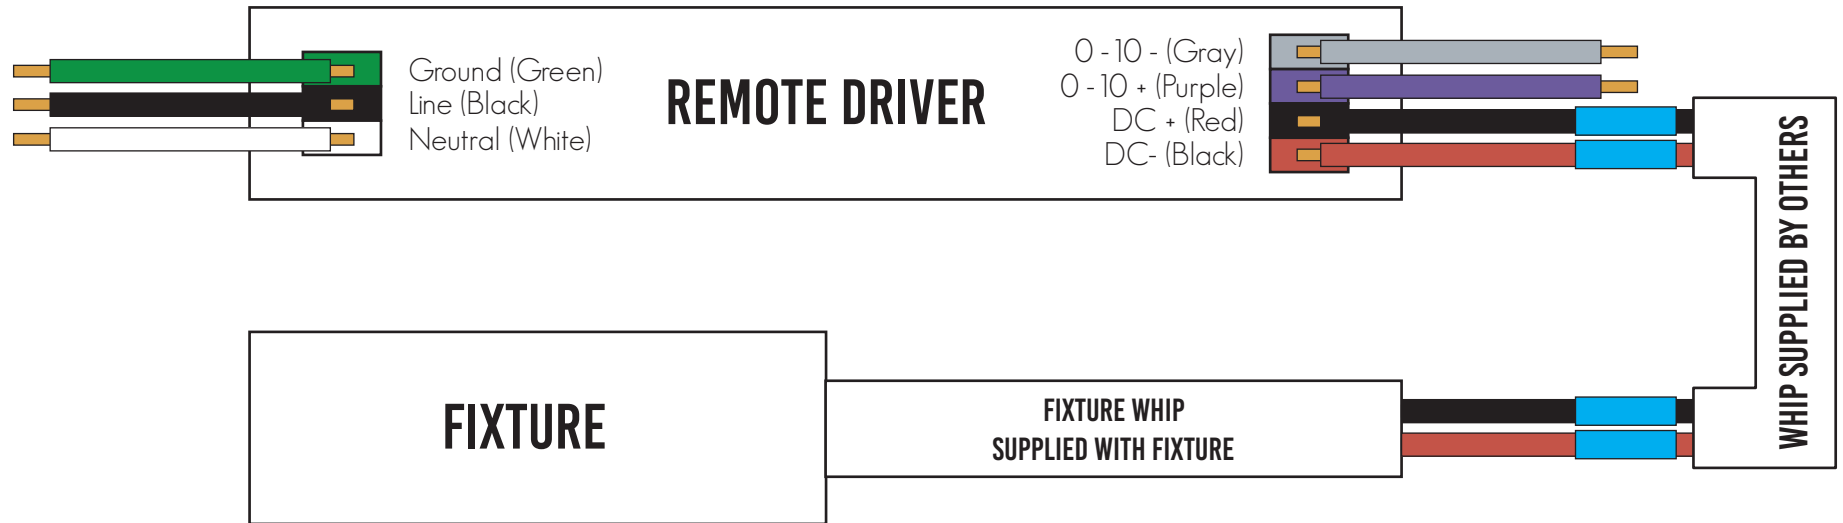 Ground (Green)
Line (Black)
Neutral (White)
REMOTE DRIVER
0 - 10 - (Gray)
0 - 10 + (Purple)
DC + (Red)
DC- (Black)
WHIP SUPPLIED BY OTHERS
FIXTURE
FIXTURE WHIP
SUPPLIED WITH FIXTURE